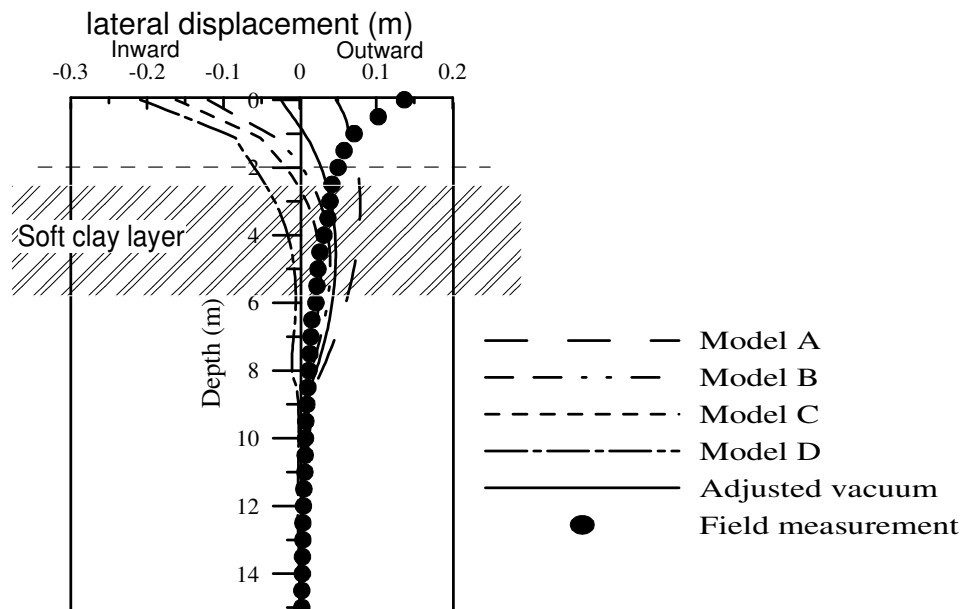 lateral displacement (m)
Inward Outward
-0.3 -0.2 -0.1 0 0.1 0.2
0
2
Soft clay layer
4
6
8
10
12
14
Depth (m)
Model A
Model B
Model C
Model D
Adjusted vacuum
Field measurement